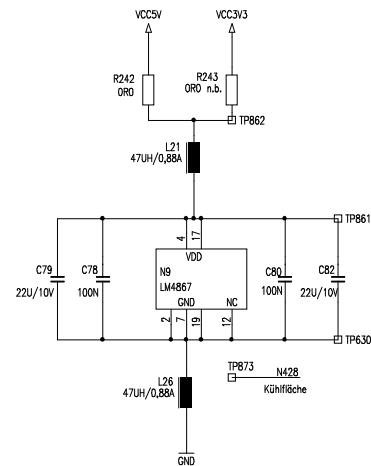 VCC5V VCC3V3
R242 R243
0R0 0R0 n.b.
TP862
L21
47UH/0,88A
TP861
4 17
VDD
C79 C78 N9 C80 C82
22U/10V 100N LM4867 100N 22U/10V
GND NC
2 7 19 12
TP630
TP873 N428
L26 Kühlfläche
47UH/0,88A
GND